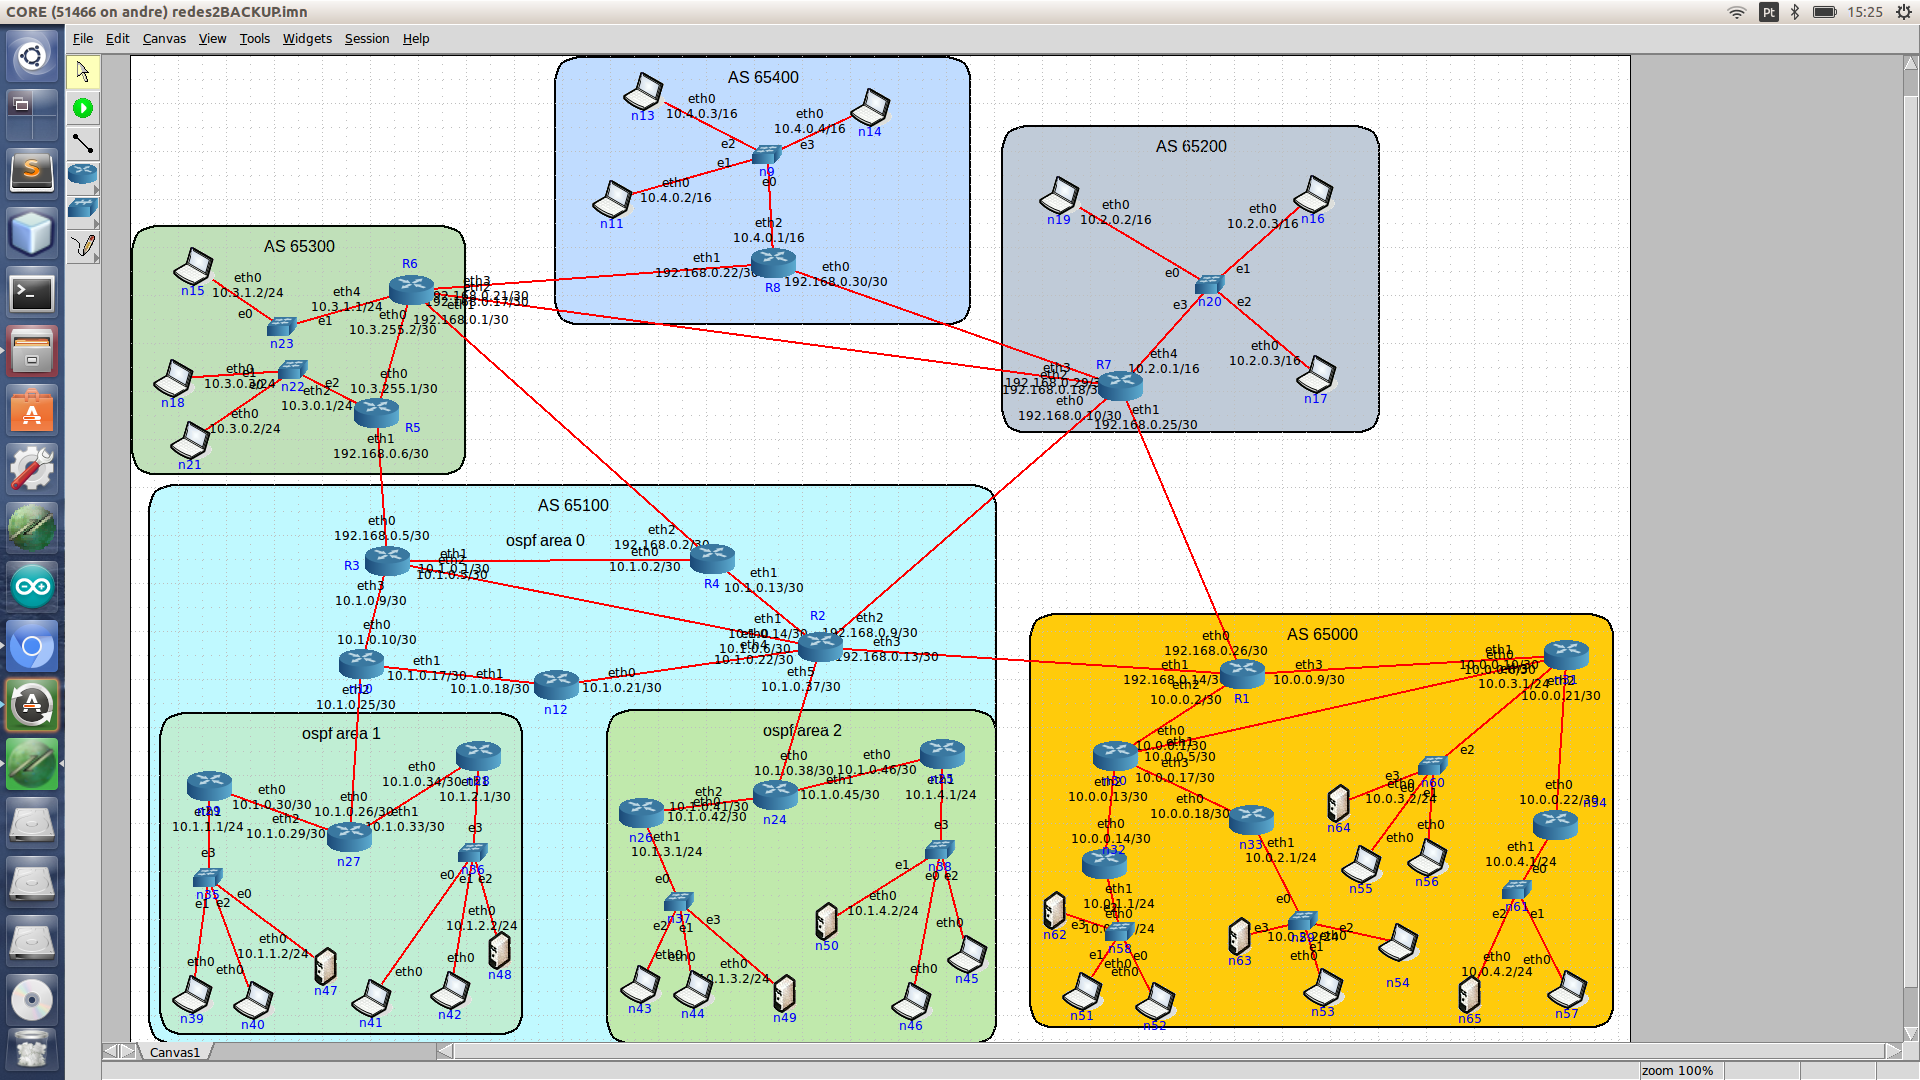 CORE (51466 on andre) redes2BACKUP.imn
Pt
15:25
File Edit Canvas View Tools Widgets Session Help
AS 65400
n13
eth0
10.4.0.3/16
eth0
10.4.0.4/16
n14
e2
e3
e1
n9
e0
eth0
10.4.0.2/16
n11
eth2
10.4.0.1/16
eth1
192.168.0.22/30
R8
eth0
192.168.0.30/30
AS 65200
n19
eth0
10.2.0.2/16
eth0
10.2.0.3/16
n16
e0
e1
n20
e3
e2
eth0
10.2.0.3/16
n17
R7
eth4
10.2.0.1/16
eth3
192.168.0.29/30
eth2
192.168.0.18/30
eth0
192.168.0.10/30
eth1
192.168.0.25/30
AS 65300
R6
n15
eth0
10.3.1.2/24
e0
eth4
10.3.1.1/24
e1
n23
eth3
192.168.0.21/30
192.168.0.17/30
eth1
192.168.0.1/30
eth0
10.3.255.2/30
eth0
10.3.0.3/24
n18
n22
e2
eth2
10.3.0.1/24
eth0
10.3.255.1/30
eth0
10.3.0.2/24
n21
R5
eth1
192.168.0.6/30
AS 65100
ospf area 0
eth0
192.168.0.5/30
R3
eth1
10.1.0.1/30
eth2
10.1.0.5/30
eth3
10.1.0.9/30
eth2
192.168.0.2/30
eth0
10.1.0.2/30
R4
eth1
10.1.0.13/30
R2
eth1
10.1.0.14/30
eth0
10.1.0.6/30
eth4
10.1.0.22/30
eth2
192.168.0.9/30
eth3
192.168.0.13/30
eth5
10.1.0.37/30
eth0
10.1.0.10/30
eth1
10.1.0.17/30
n10
eth2
10.1.0.25/30
eth1
10.1.0.18/30
n12
eth0
10.1.0.21/30
ospf area 1
n29
10.1.1.1/24
eth0
10.1.0.30/30
eth2
10.1.0.29/30
eth0
10.1.0.26/30
eth1
10.1.0.33/30
n27
eth0
10.1.0.34/30
10.1.2.1/30
e3
n35
e1
e2
e0
e3
n36
e0
e1
e2
eth0
10.1.1.2/24
eth0
10.1.2.2/24
eth0
eth0
eth0
eth0
n39
n40
n47
n41
n42
n48
ospf area 2
eth0
10.1.0.38/30
eth0
10.1.0.46/30
eth1
10.1.0.45/30
eth2
10.1.0.41/30
eth0
10.1.0.42/30
n24
n26
eth1
10.1.3.1/24
n25
eth1
10.1.4.1/24
e0
n37
e2
e1
e3
e3
n38
e1
e0
e2
eth0
10.1.4.2/24
n50
eth0
eth0
eth0
10.1.3.2/24
eth0
eth0
n43
n44
n49
n45
n46
AS 65000
eth0
192.168.0.26/30
eth1
192.168.0.14/30
eth2
10.0.0.2/30
R1
eth3
10.0.0.9/30
eth1
10.0.0.10/30
eth0
10.0.0.6/30
10.0.3.1/24
n31
eth2
10.0.0.21/30
eth0
10.0.0.1/30
eth1
10.0.0.5/30
eth3
10.0.0.17/30
n30
eth2
10.0.0.13/30
eth0
10.0.0.18/30
n33
eth1
10.0.2.1/24
eth0
10.0.0.14/30
n32
eth1
10.0.1.1/24
e2
n60
e3
e0
e1
eth0
10.0.3.2/24
n64
eth0
eth0
n55
n56
eth0
10.0.0.22/30
n34
eth1
10.0.4.1/24
e0
n61
e2
e1
eth0
10.0.4.2/24
eth0
n65
n57
n62
e3
eth0
n58
e1
e0
eth0
eth0
n51
n52
e0
n59
e3
e1
e2
eth0
eth0
n63
n53
n54
Canvas1
zoom 100%